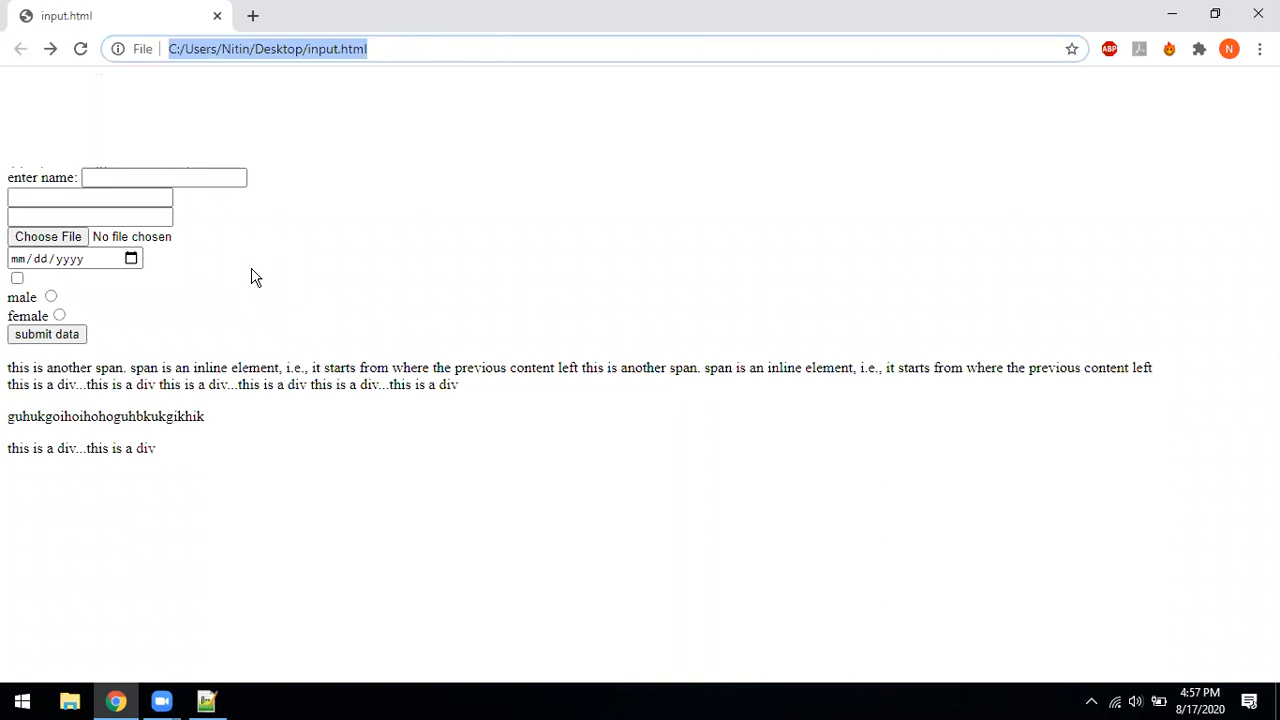 input.html
File
C:/Users/Nitin/Desktop/input.html
ABP
N
enter name:
Choose File No file chosen
mm/dd/yyyy
male
female
submit data
this is another span. span is an inline element, i.e., it starts from where the previous content left this is another span. span is an inline element, i.e., it starts from where the previous content left
this is a div...this is a div this is a div...this is a div this is a div...this is a div
guhukgoihoihohoguhbkukgikhik
this is a div...this is a div
4:57 PM
8/17/2020